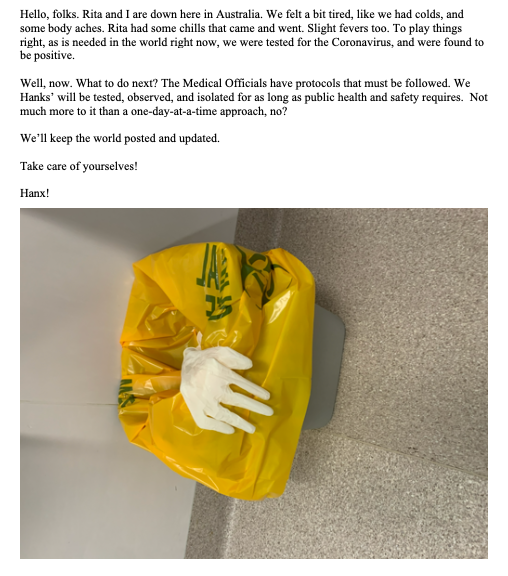 Hello, folks. Rita and I are down here in Australia. We felt a bit tired, like we had colds, and
some body aches. Rita had some chills that came and went. Slight fevers too. To play things
right, as is needed in the world right now, we were tested for the Coronavirus, and were found to
be positive.
Well, now. What to do next? The Medical Officials have protocols that must be followed. We
Hanks’ will be tested, observed, and isolated for as long as public health and safety requires.  Not
much more to it than a one-day-at-a-time approach, no?
We’ll keep the world posted and updated.
Take care of yourselves!
Hanx!